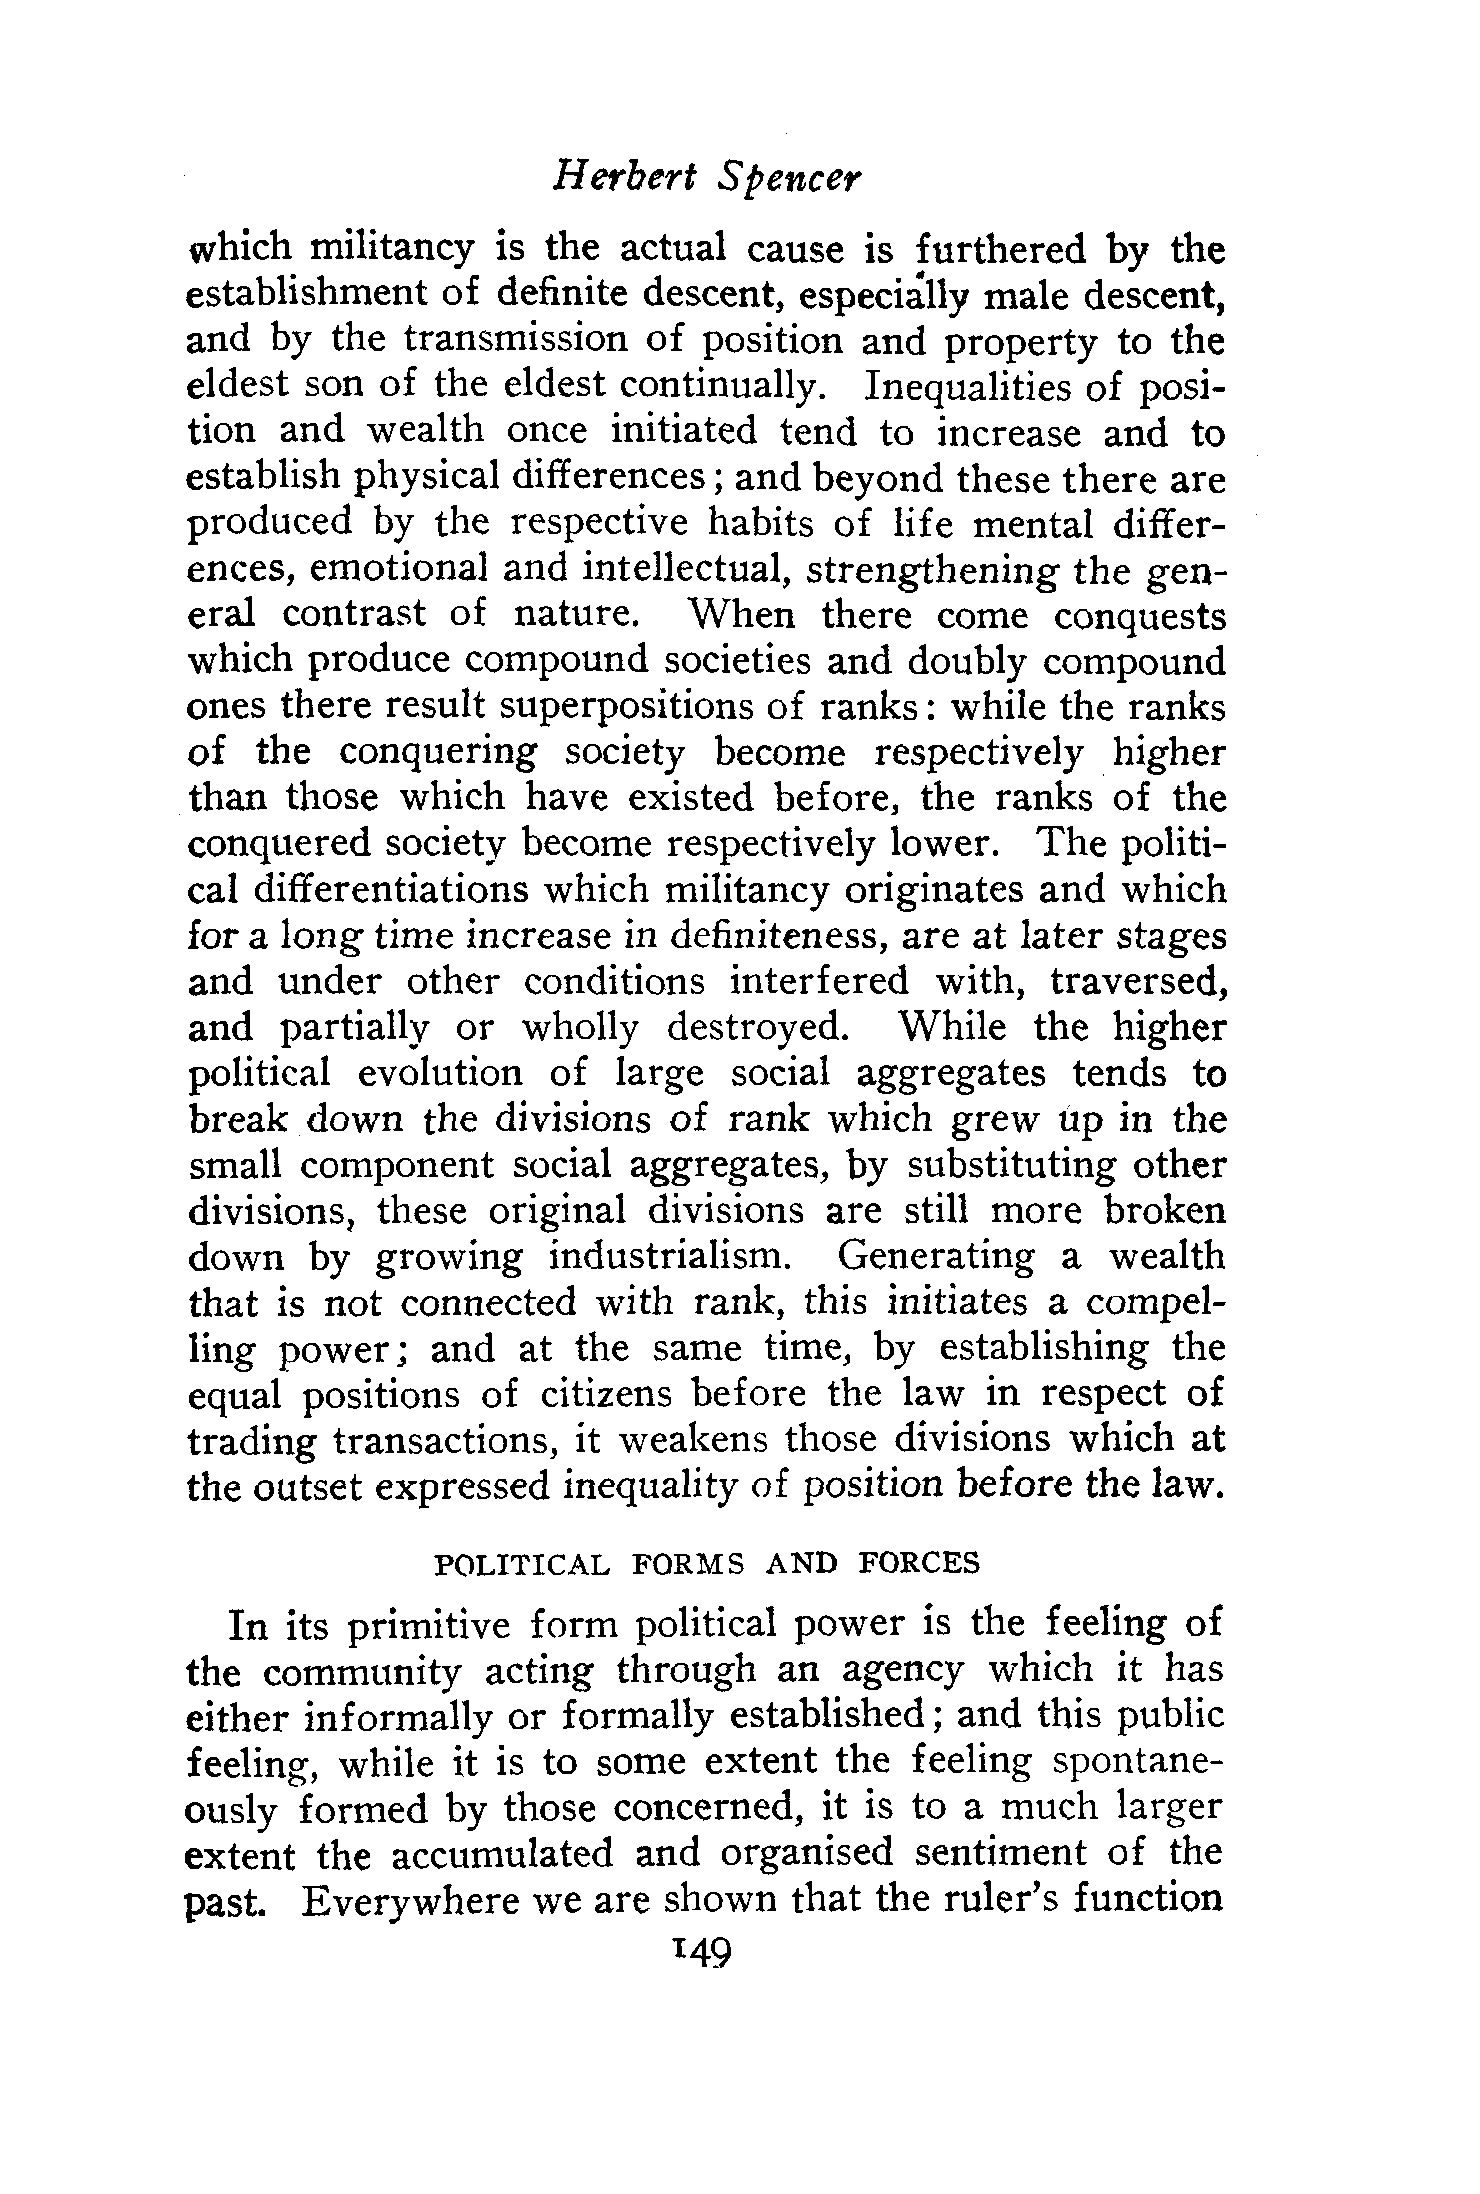 Herbert Spencer
which militancy is the actual cause is furthered by the
establishment of definite descent, especially male descent,
and by the transmission of position and property to the
eldest son of the eldest continually. Inequalities of posi-
tion and wealth once initiated tend to increase and to
establish physical differences; and beyond these there are
produced by the respective habits of life mental differ-
ences, emotional and intellectual, strengthening the gen-
eral contrast of nature. When there come conquests
which produce compound societies and doubly compound
ones there result superpositions of ranks: while the ranks
of the conquering society become respectively higher
than those which have existed before, the ranks of the
conquered society become respectively lower. The politi-
cal differentiations which militancy originates and which
for a long time increase in definiteness, are at later stages
and under other conditions interfered with, traversed,
and partially or wholly destroyed. While the higher
political evolution of large social aggregates tends to
break down the divisions of rank which grew up in the
small component social aggregates, by substituting other
divisions, these original divisions are still more broken
down by growing industrialism. Generating a wealth
that is not connected with rank, this initiates a compel-
ling power; and at the same time, by establishing the
equal positions of citizens before the law in respect of
trading transactions, it weakens those divisions which at
the outset expressed inequality of position before the law.
POLITICAL FORMS AND FORCES
In its primitive form political power is the feeling of
the community acting through an agency which it has
either informally or formally established; and this public
feeling, while it is to some extent the feeling spontane-
ously formed by those concerned, it is to a much larger
extent the accumulated and organised sentiment of the
past. Everywhere we are shown that the ruler's function
149